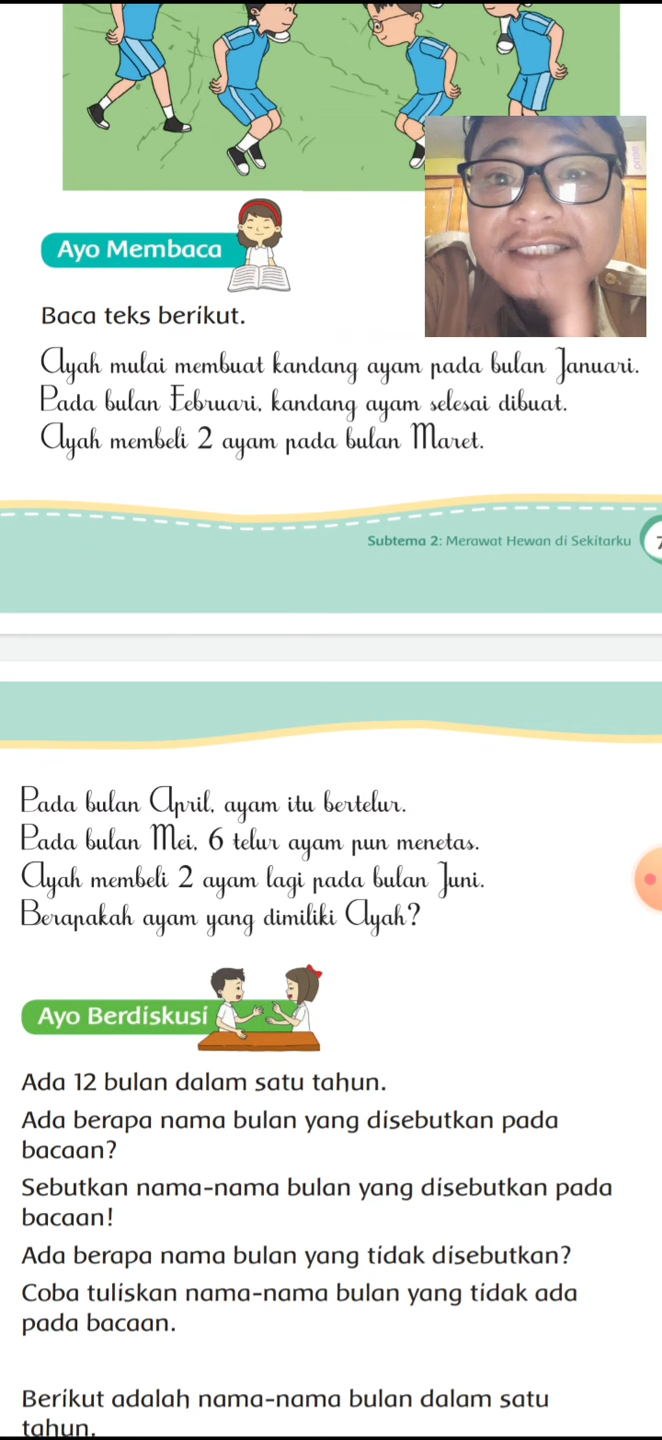 Ayo Membaca
Baca teks berikut.
Ayah mulai membuat kandang ayam pada bulan Januari.
Pada bulan Februari, kandang ayam selesai dibuat.
Ayah membeli 2 ayam pada bulan Maret.
Subtema 2: Merawat Hewan di Sekitarku
Pada bulan April, ayam itu bertelur.
Pada bulan Mei, 6 telur ayam pun menetas.
Ayah membeli 2 ayam lagi pada bulan Juni.
Berapakah ayam yang dimiliki Ayah?
Ayo Berdiskusi
Ada 12 bulan dalam satu tahun.
Ada berapa nama bulan yang disebutkan pada
bacaan?
Sebutkan nama-nama bulan yang disebutkan pada
bacaan!
Ada berapa nama bulan yang tidak disebutkan?
Coba tuliskan nama-nama bulan yang tidak ada
pada bacaan.
Berikut adalah nama-nama bulan dalam satu
tahun.